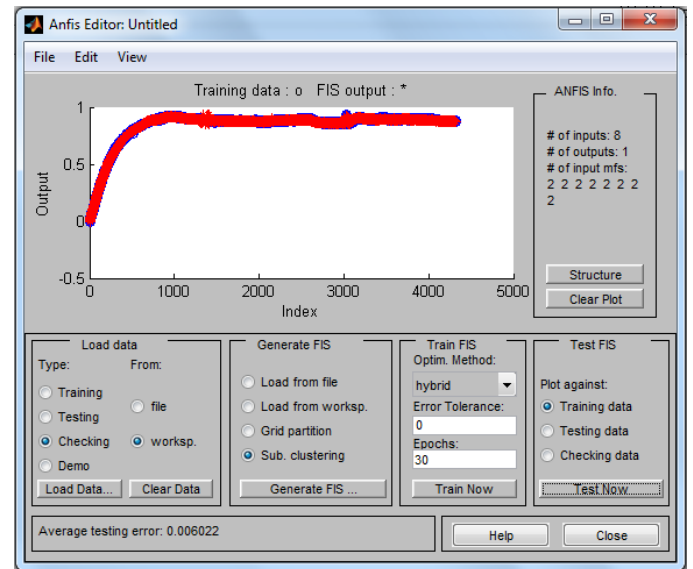 Anfis Editor: Untitled
File Edit View
Training data : o FIS output : *
1
0.5
0
-0.5
Output
0 1000 2000 3000 4000 5000
Index
ANFIS Info.
# of inputs: 8
# of outputs: 1
# of input mfs:
2 2 2 2 2 2 2
2
Structure
Clear Plot
Load data
Type: From:
Training
Testing
Checking
Demo
file
worksp.
Load Data... Clear Data
Generate FIS
Load from file
Load from worksp.
Grid partition
Sub. clustering
Generate FIS ...
Train FIS
Optim. Method:
hybrid
Error Tolerance:
0
Epochs:
30
Train Now
Test FIS
Plot against:
Training data
Testing data
Checking data
Test Now
Average testing error: 0.006022
Help
Close